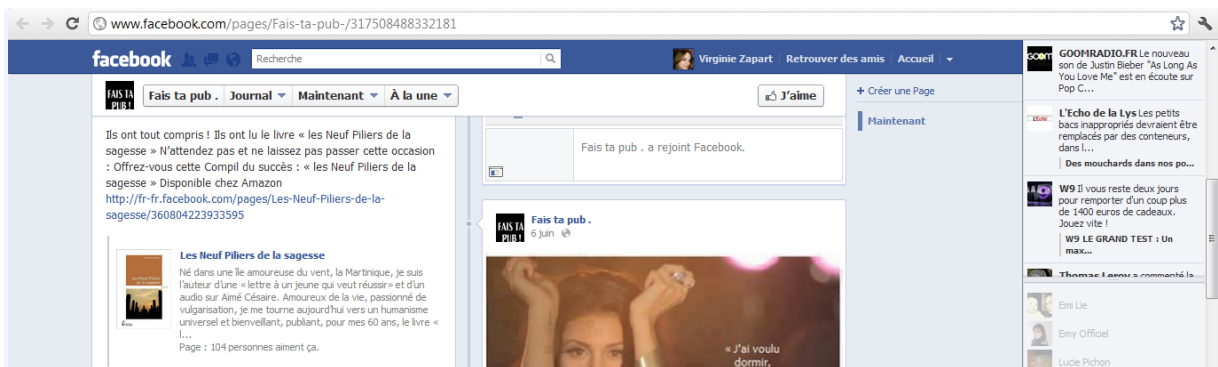 www.facebook.com/pages/Fais-ta-pub-/317508488332181
facebook
Recherche
Virginie Zapart
Retrouver des amis
Accueil
FAIS TA
PUB !
Fais ta pub .
Journal
Maintenant
À la une
J'aime
Ils ont tout compris ! Ils ont lu le livre « les Neuf Piliers de la
sagesse » N'attendez pas et ne laissez pas passer cette occasion
: Offrez-vous cette Compil du succès : « les Neuf Piliers de la
sagesse » Disponible chez Amazon
http://fr-fr.facebook.com/pages/Les-Neuf-Piliers-de-la-
sagesse/360804223933595
Les Neuf Piliers de la sagesse
Né dans une île amoureuse du vent, la Martinique, je suis
l'auteur d'une « lettre à un jeune qui veut réussir» et d'un
audio sur Aimé Césaire. Amoureux de la vie, passionné de
vulgarisation, je me tourne aujourd'hui vers un humanisme
universel et bienveillant, publiant, pour mes 60 ans, le livre «
l...
Page : 104 personnes aiment ça.
Fais ta pub . a rejoint Facebook.
FAIS TA
PUB !
Fais ta pub .
6 juin
« J'ai voulu
dormir,
+ Créer une Page
Maintenant
GOOM
GOOMRADIO.FR Le nouveau
son de Justin Bieber "As Long As
You Love Me" est en écoute sur
Pop C...
L'Echo de la Lys Les petits
bacs inappropriés devraient être
remplacés par des conteneurs,
dans l...
Des mouchards dans nos po...
W9 Il vous reste deux jours
pour remporter d'un coup plus
de 1400 euros de cadeaux.
Jouez vite !
W9 LE GRAND TEST : Un
max...
Thomas Leroy a commenté la
Emi Lie
Emy Officiel
Lucie Pichon